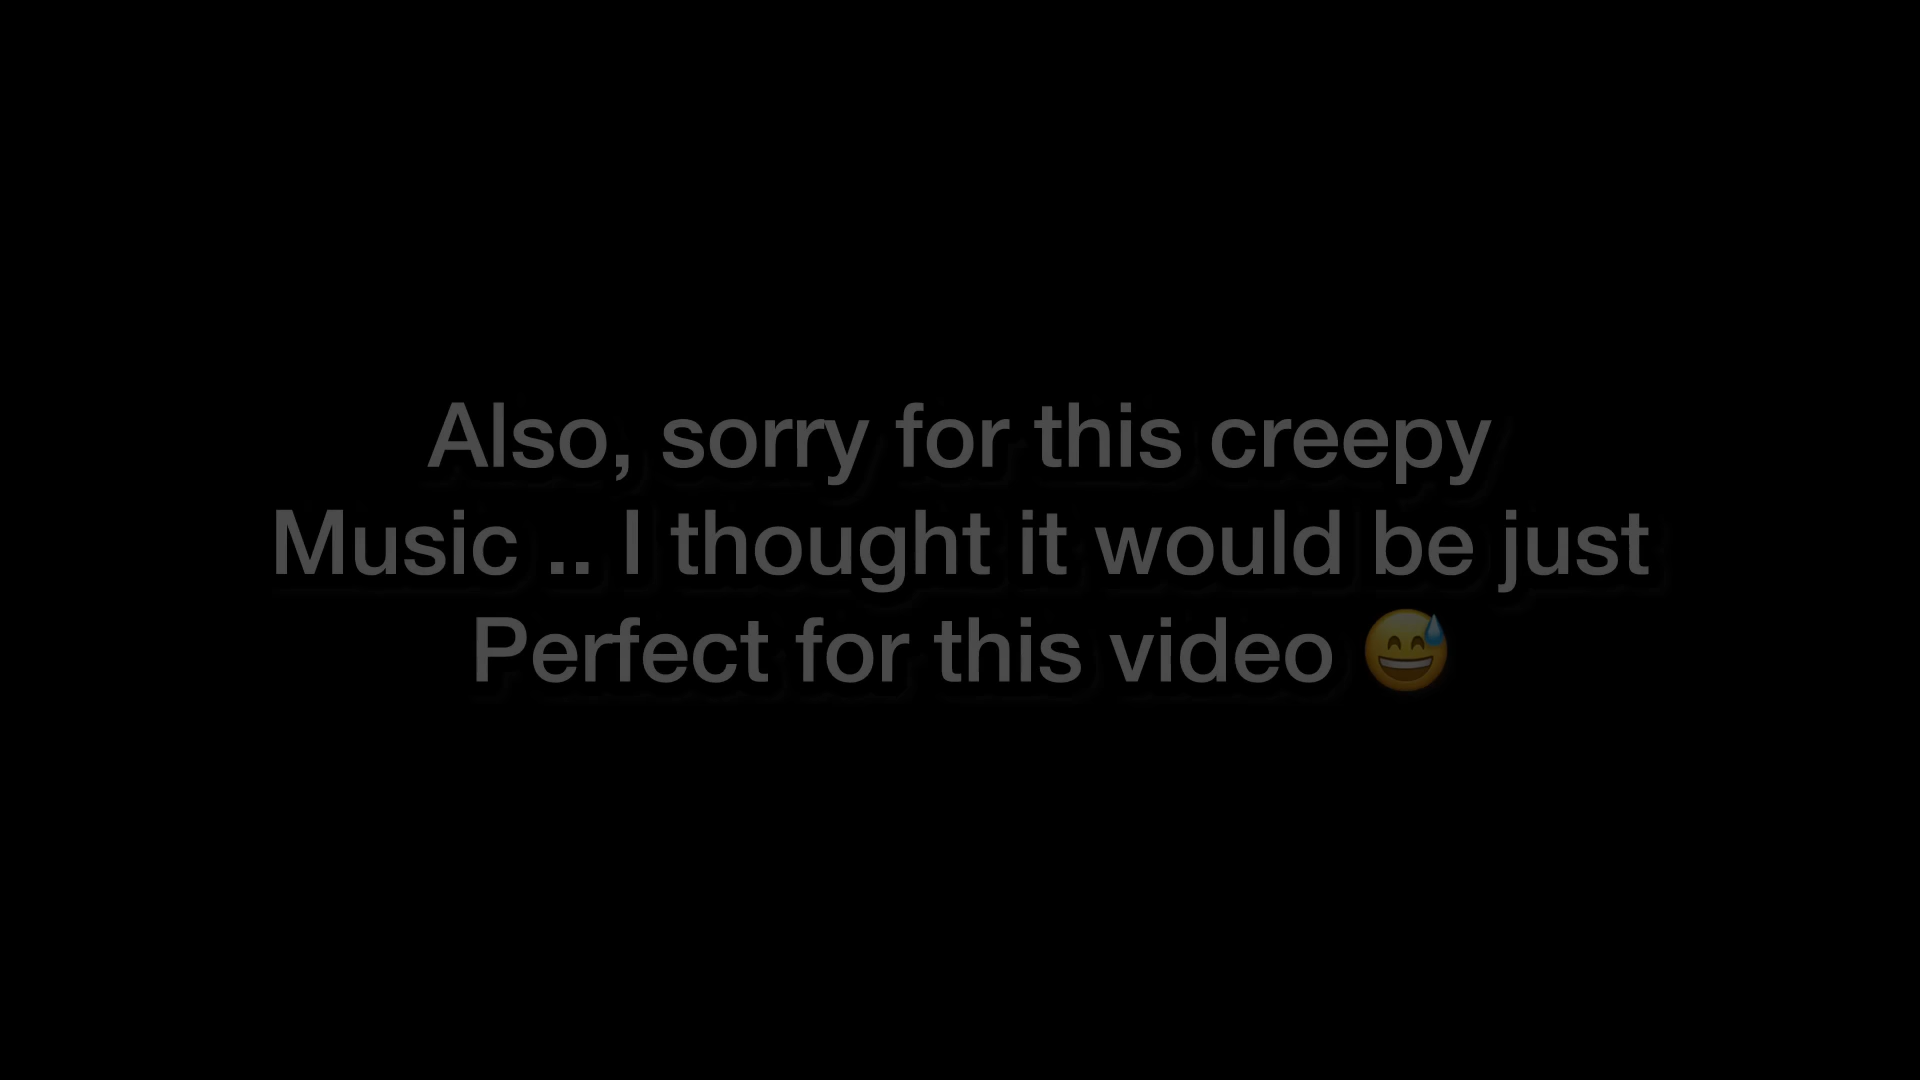 Also, sorry for this creepy
Music .. I thought it would be just
Perfect for this video 😅